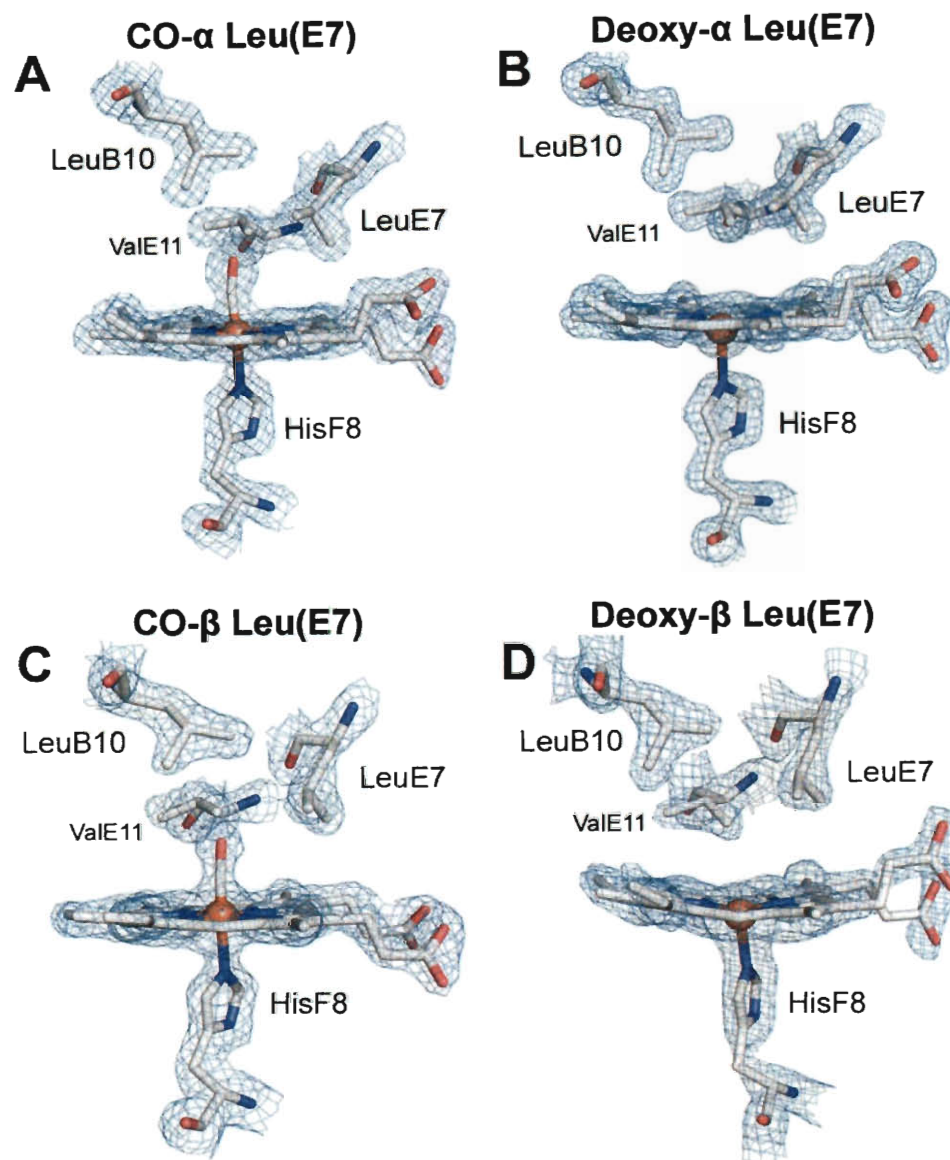 CO-α Leu(E7)
A
LeuB10
ValE11
LeuE7
HisF8
Deoxy-α Leu(E7)
B
LeuB10
ValE11
LeuE7
HisF8
CO-β Leu(E7)
C
LeuB10
ValE11
LeuE7
HisF8
Deoxy-β Leu(E7)
D
LeuB10
ValE11
LeuE7
HisF8